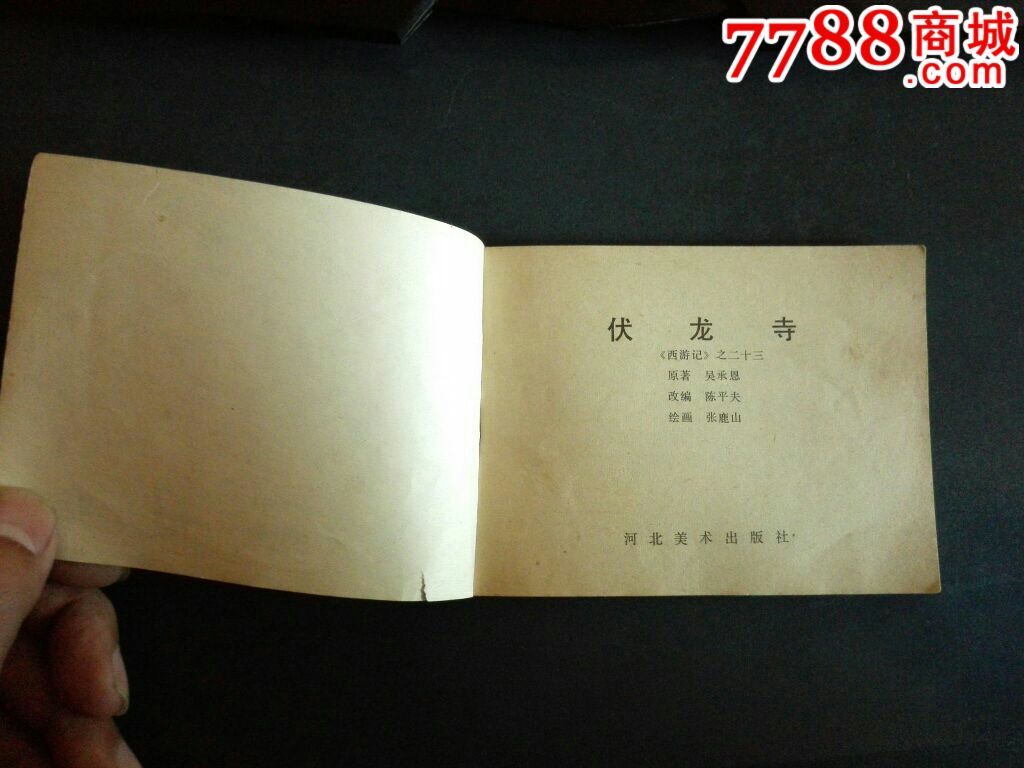 7788商城
.com
伏龙寺
《西游记》之二十三
原著 吴承恩
改编 陈平夫
绘画 张鹿山
河北美术出版社